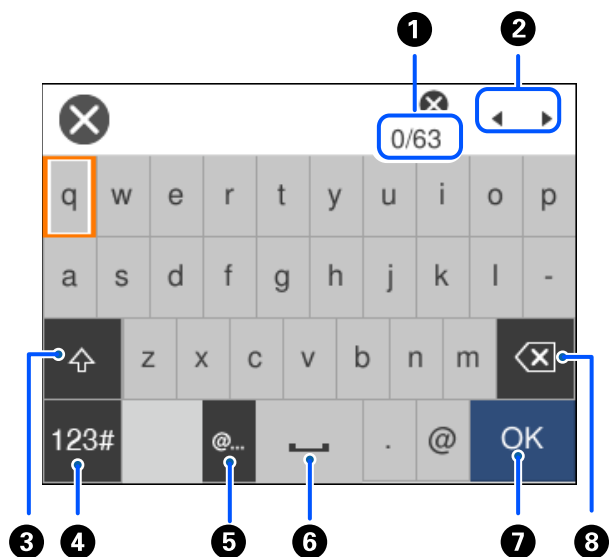 1 2
0/63
q w e r t y u i o p
a s d f g h j k l -
z x c v b n m
123# @... . @ OK
3 4 5 6 7 8